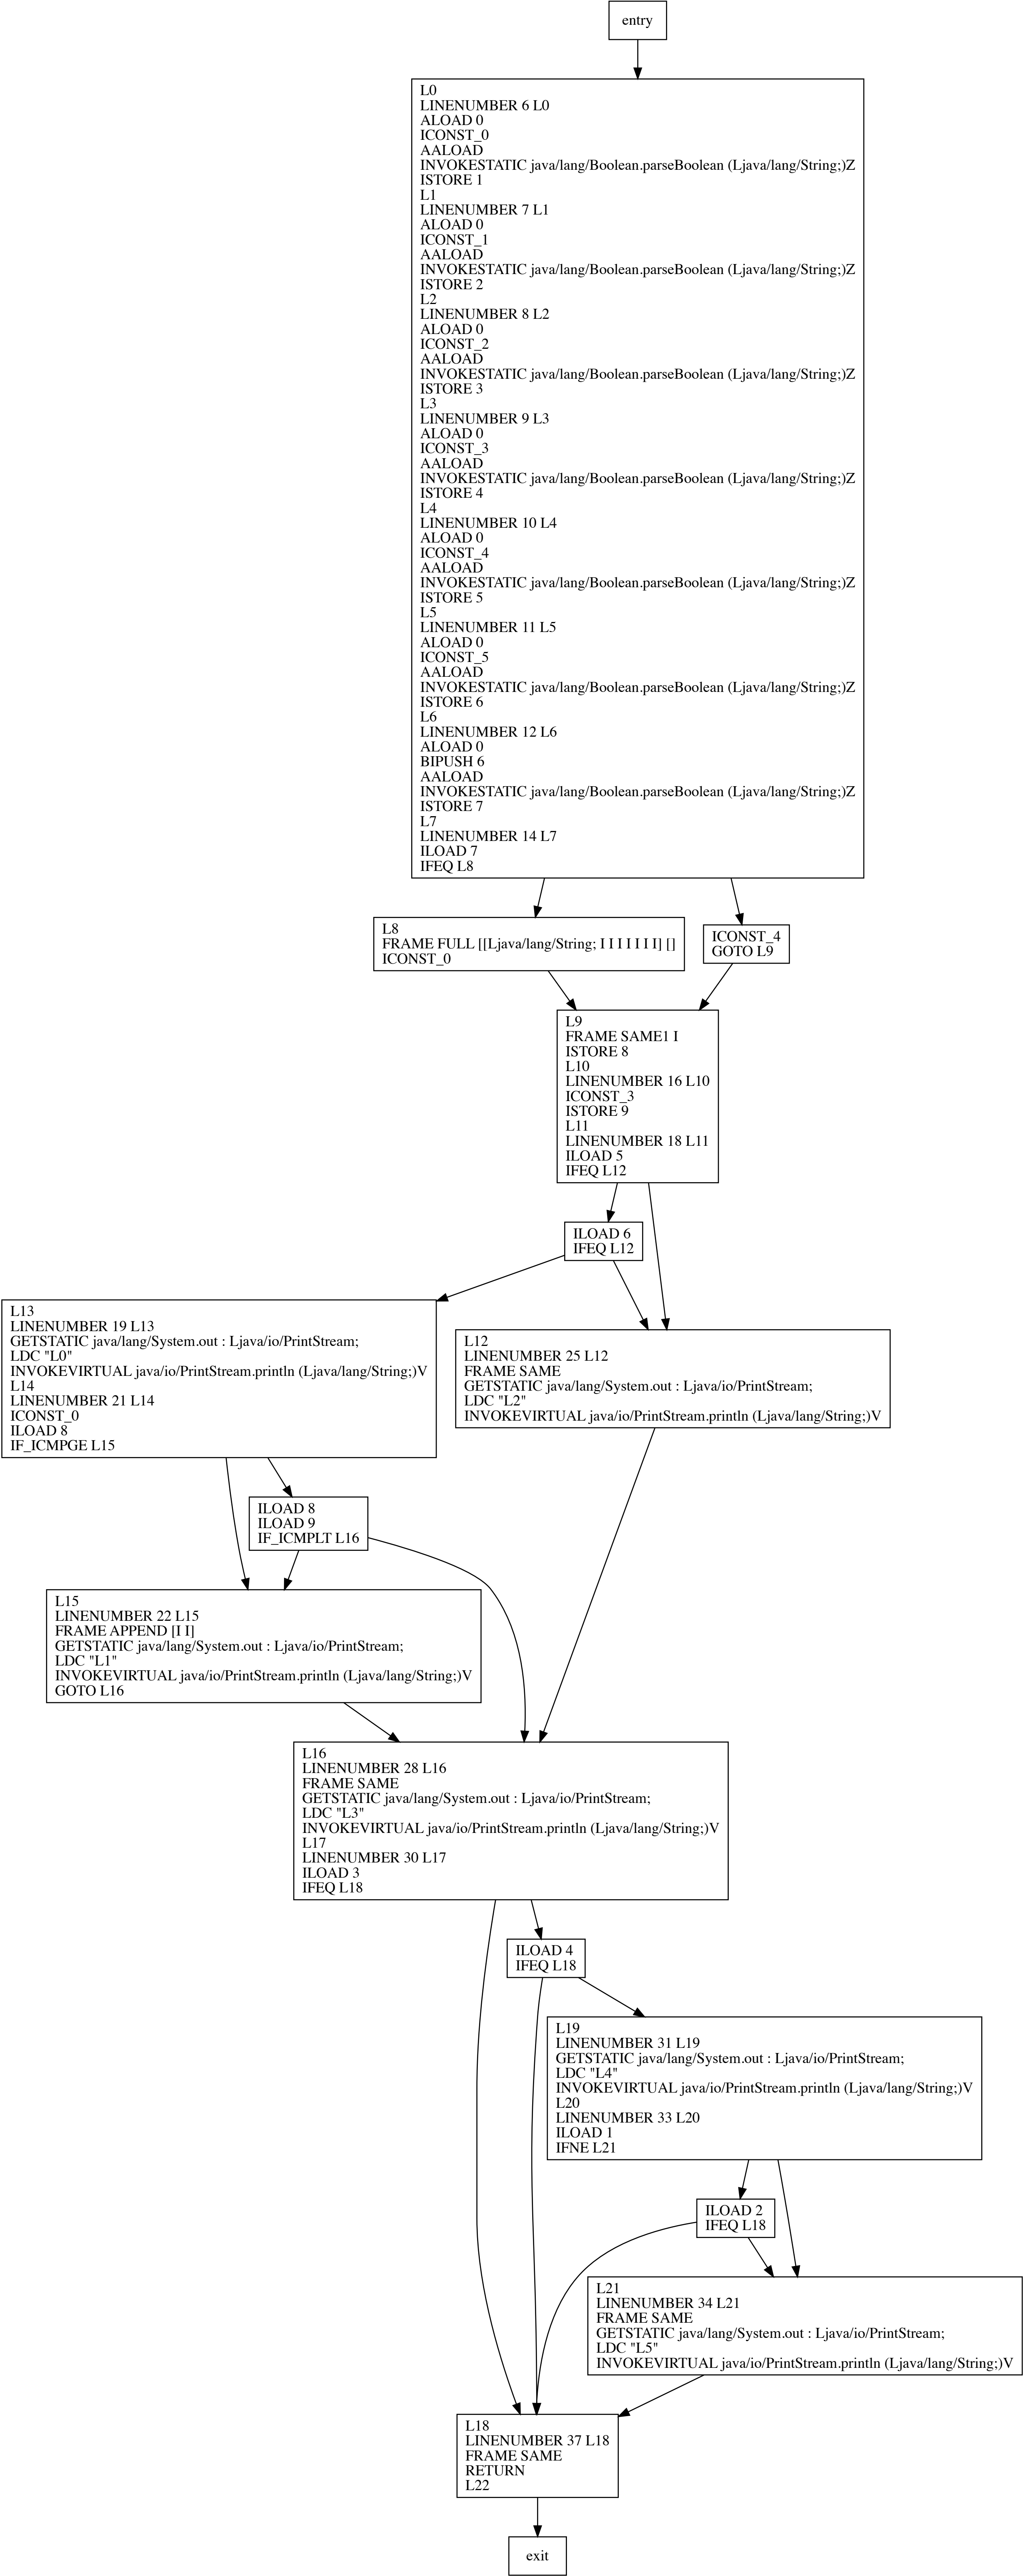 entry
L0
LINENUMBER 6 L0
ALOAD 0
ICONST_0
AALOAD
INVOKESTATIC java/lang/Boolean.parseBoolean (Ljava/lang/String;)Z
ISTORE 1
L1
LINENUMBER 7 L1
ALOAD 0
ICONST_1
AALOAD
INVOKESTATIC java/lang/Boolean.parseBoolean (Ljava/lang/String;)Z
ISTORE 2
L2
LINENUMBER 8 L2
ALOAD 0
ICONST_2
AALOAD
INVOKESTATIC java/lang/Boolean.parseBoolean (Ljava/lang/String;)Z
ISTORE 3
L3
LINENUMBER 9 L3
ALOAD 0
ICONST_3
AALOAD
INVOKESTATIC java/lang/Boolean.parseBoolean (Ljava/lang/String;)Z
ISTORE 4
L4
LINENUMBER 10 L4
ALOAD 0
ICONST_4
AALOAD
INVOKESTATIC java/lang/Boolean.parseBoolean (Ljava/lang/String;)Z
ISTORE 5
L5
LINENUMBER 11 L5
ALOAD 0
ICONST_5
AALOAD
INVOKESTATIC java/lang/Boolean.parseBoolean (Ljava/lang/String;)Z
ISTORE 6
L6
LINENUMBER 12 L6
ALOAD 0
BIPUSH 6
AALOAD
INVOKESTATIC java/lang/Boolean.parseBoolean (Ljava/lang/String;)Z
ISTORE 7
L7
LINENUMBER 14 L7
ILOAD 7
IFEQ L8
L8
FRAME FULL [[Ljava/lang/String; I I I I I I I] []
ICONST_0
ICONST_4
GOTO L9
L9
FRAME SAME1 I
ISTORE 8
L10
LINENUMBER 16 L10
ICONST_3
ISTORE 9
L11
LINENUMBER 18 L11
ILOAD 5
IFEQ L12
ILOAD 6
IFEQ L12
L13
LINENUMBER 19 L13
GETSTATIC java/lang/System.out : Ljava/io/PrintStream;
LDC "L0"
INVOKEVIRTUAL java/io/PrintStream.println (Ljava/lang/String;)V
L14
LINENUMBER 21 L14
ICONST_0
ILOAD 8
IF_ICMPGE L15
L12
LINENUMBER 25 L12
FRAME SAME
GETSTATIC java/lang/System.out : Ljava/io/PrintStream;
LDC "L2"
INVOKEVIRTUAL java/io/PrintStream.println (Ljava/lang/String;)V
ILOAD 8
ILOAD 9
IF_ICMPLT L16
L15
LINENUMBER 22 L15
FRAME APPEND [I I]
GETSTATIC java/lang/System.out : Ljava/io/PrintStream;
LDC "L1"
INVOKEVIRTUAL java/io/PrintStream.println (Ljava/lang/String;)V
GOTO L16
L16
LINENUMBER 28 L16
FRAME SAME
GETSTATIC java/lang/System.out : Ljava/io/PrintStream;
LDC "L3"
INVOKEVIRTUAL java/io/PrintStream.println (Ljava/lang/String;)V
L17
LINENUMBER 30 L17
ILOAD 3
IFEQ L18
ILOAD 4
IFEQ L18
L19
LINENUMBER 31 L19
GETSTATIC java/lang/System.out : Ljava/io/PrintStream;
LDC "L4"
INVOKEVIRTUAL java/io/PrintStream.println (Ljava/lang/String;)V
L20
LINENUMBER 33 L20
ILOAD 1
IFNE L21
ILOAD 2
IFEQ L18
L21
LINENUMBER 34 L21
FRAME SAME
GETSTATIC java/lang/System.out : Ljava/io/PrintStream;
LDC "L5"
INVOKEVIRTUAL java/io/PrintStream.println (Ljava/lang/String;)V
L18
LINENUMBER 37 L18
FRAME SAME
RETURN
L22
exit